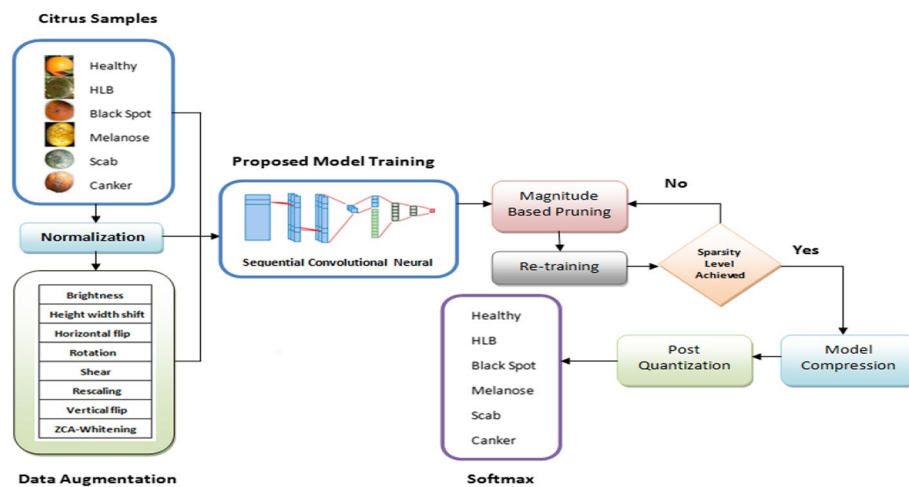 Citrus Samples
Healthy
HLB
Black Spot
Melanose
Scab
Canker
Normalization
Brightness
Height width shift
Horizontal flip
Rotation
Shear
Rescaling
Vertical flip
ZCA-Whitening
Data Augmentation
Proposed Model Training
Sequential Convolutional Neural
Magnitude
Based Pruning
Re-training
No
Sparsity
Level
Achieved
Yes
Model
Compression
Post
Quantization
Healthy
HLB
Black Spot
Melanose
Scab
Canker
Softmax